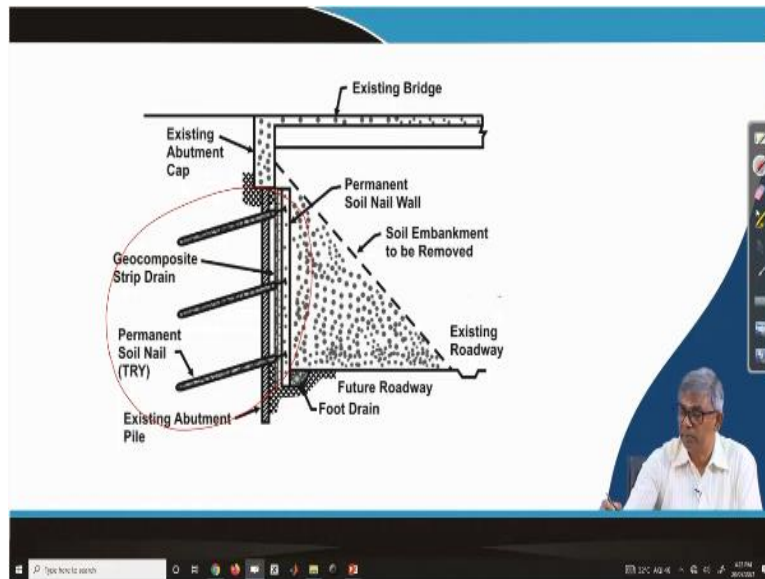 Existing Bridge
Existing
Abutment
Cap
Permanent
Soil Nail Wall
Soil Embankment
to be Removed
Geocomposite
Strip Drain
Existing
Roadway
Permanent
Soil Nail
(TRY)
Future Roadway
Foot Drain
Existing Abutment
Pile
Type here to search